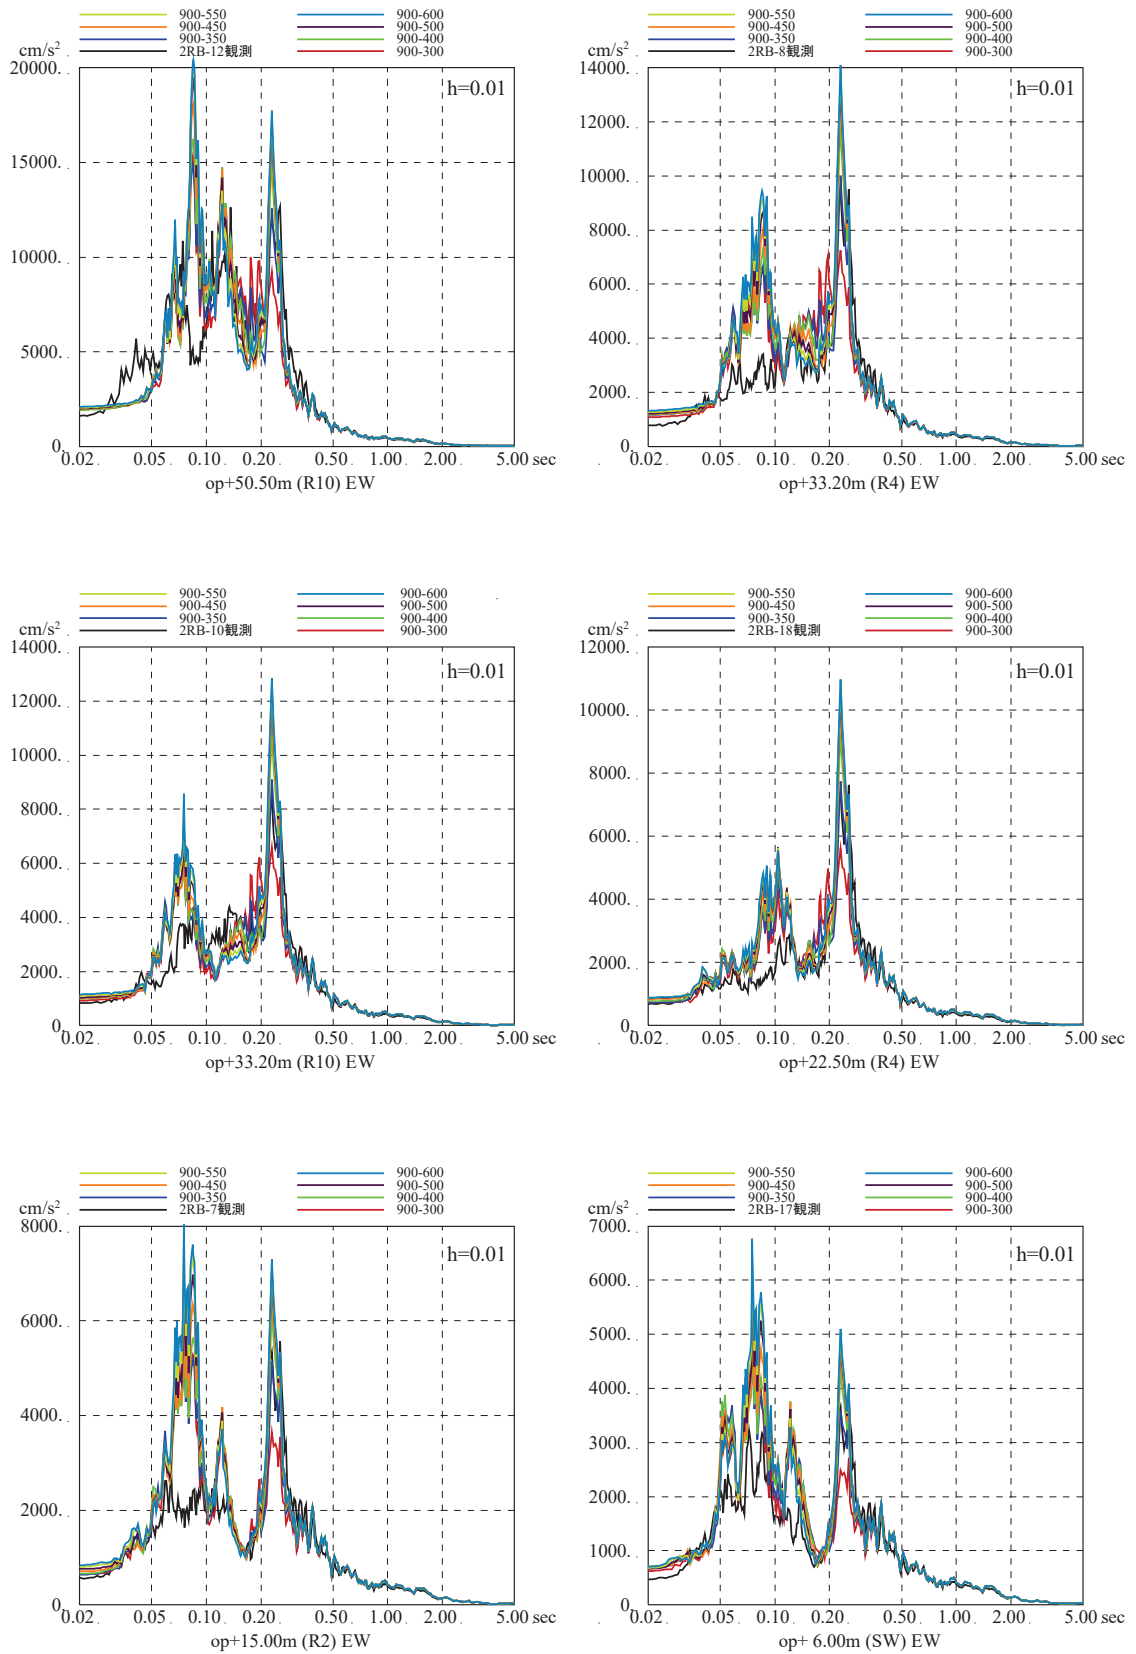 900-550 900-600
900-450 900-500
900-350 900-400
2RB-12観測 900-300
cm/s²
h=0.01
20000.
15000.
10000.
5000.
0.
0.02 0.05 0.10 0.20 0.50 1.00 2.00 5.00 sec
op+50.50m (R10) EW
900-550 900-600
900-450 900-500
900-350 900-400
2RB-8観測 900-300
cm/s²
h=0.01
14000.
12000.
10000.
8000.
6000.
4000.
2000.
0.
0.02 0.05 0.10 0.20 0.50 1.00 2.00 5.00 sec
op+33.20m (R4) EW
900-550 900-600
900-450 900-500
900-350 900-400
2RB-10観測 900-300
cm/s²
h=0.01
14000.
12000.
10000.
8000.
6000.
4000.
2000.
0.
0.02 0.05 0.10 0.20 0.50 1.00 2.00 5.00 sec
op+33.20m (R10) EW
900-550 900-600
900-450 900-500
900-350 900-400
2RB-18観測 900-300
cm/s²
h=0.01
12000.
10000.
8000.
6000.
4000.
2000.
0.
0.02 0.05 0.10 0.20 0.50 1.00 2.00 5.00 sec
op+22.50m (R4) EW
900-550 900-600
900-450 900-500
900-350 900-400
2RB-7観測 900-300
cm/s²
h=0.01
8000.
6000.
4000.
2000.
0.
0.02 0.05 0.10 0.20 0.50 1.00 2.00 5.00 sec
op+15.00m (R2) EW
900-550 900-600
900-450 900-500
900-350 900-400
2RB-17観測 900-300
cm/s²
h=0.01
7000.
6000.
5000.
4000.
3000.
2000.
1000.
0.
0.02 0.05 0.10 0.20 0.50 1.00 2.00 5.00 sec
op+ 6.00m (SW) EW